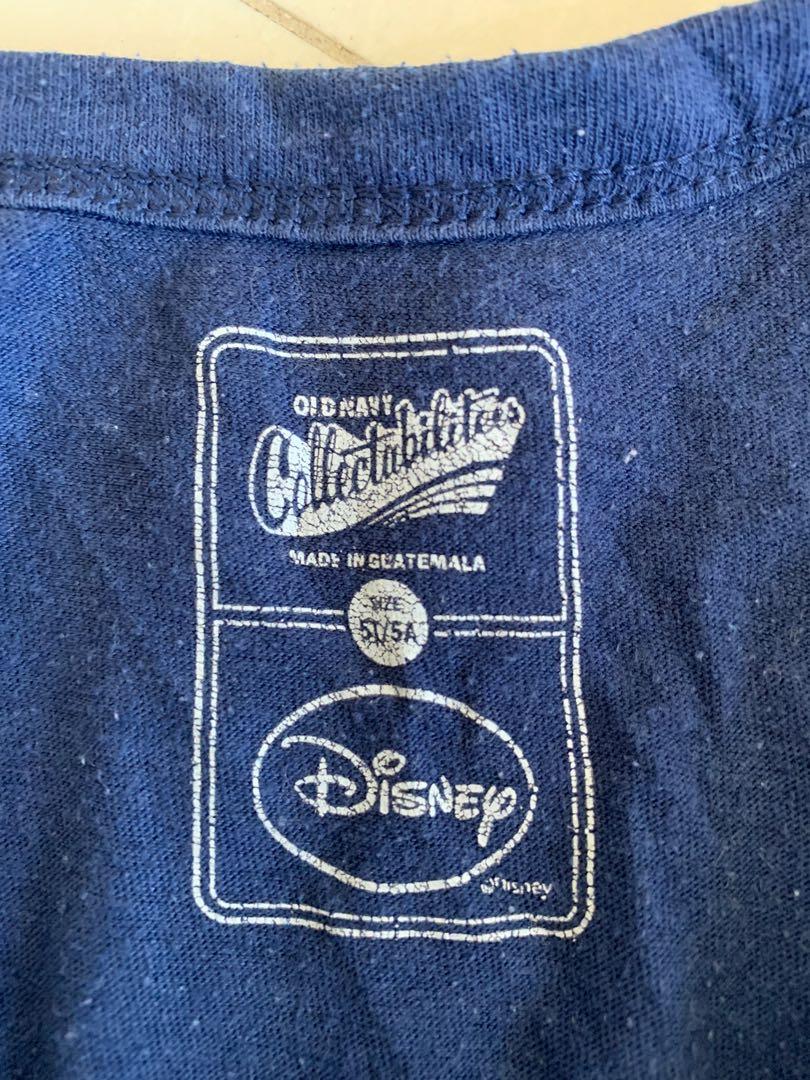 OLD NAVY
Collectabilitees
MADE IN GUATEMALA
SIZE
5T/5A
Disney
©Disney